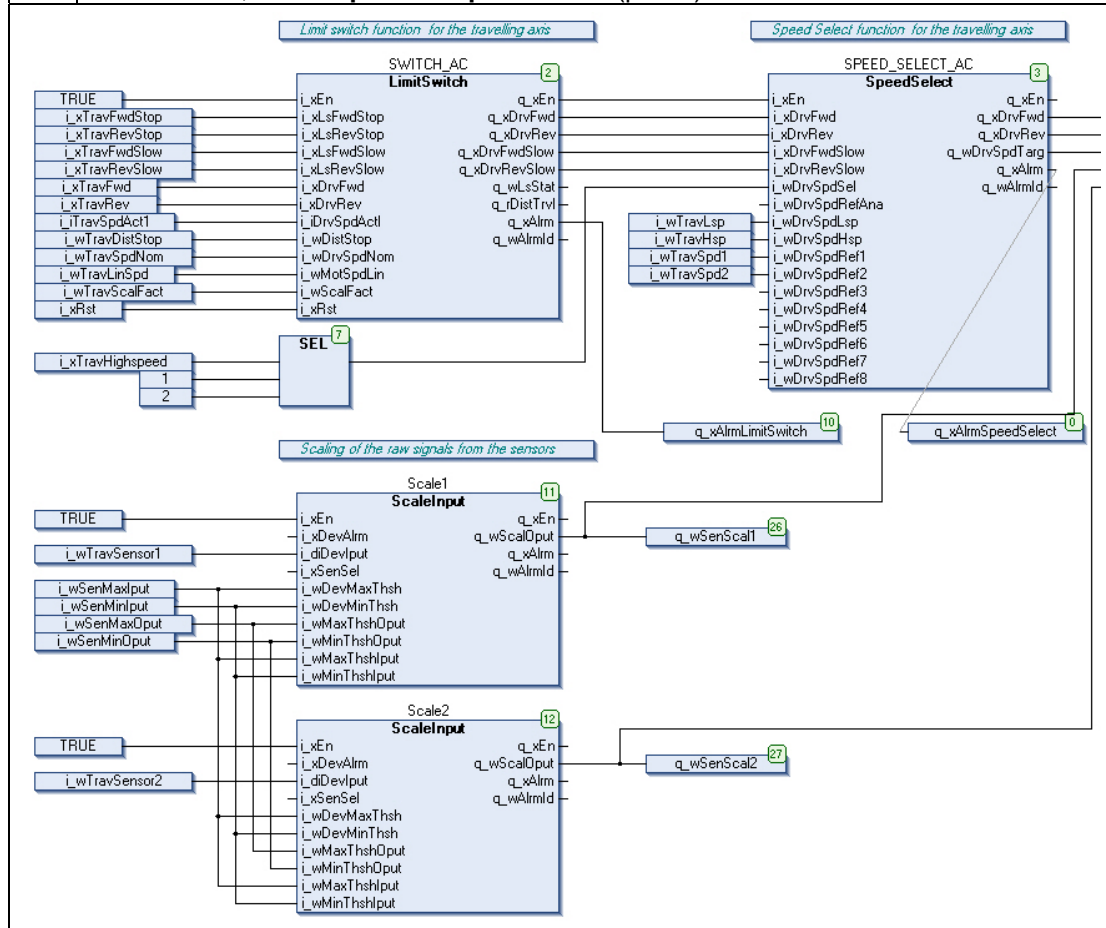 Limit switch function for the travelling axis
Speed Select function for the travelling axis
SWITCH_AC
LimitSwitch
2
TRUE
i_xTravFwdStop
i_xTravRevStop
i_xTravFwdSlow
i_xTravRevSlow
i_xTravFwd
i_xTravRev
i_iTravSpdAct1
i_wTravDistStop
i_wTravSpdNom
i_wTravLinSpd
i_wTravScalFact
i_xRst
i_xEn
i_xLsFwdStop
i_xLsRevStop
i_xLsFwdSlow
i_xLsRevSlow
i_xDrvFwd
i_xDrvRev
i_iDrvSpdActl
i_wDistStop
i_wDrvSpdNom
i_wMotSpdLin
i_wScalFact
i_xRst
q_xEn
q_xDrvFwd
q_xDrvRev
q_xDrvFwdSlow
q_xDrvRevSlow
q_wLsStat
q_rDistTrvl
q_xAlrm
q_wAlrmId
SPEED_SELECT_AC
SpeedSelect
3
i_xEn
i_xDrvFwd
i_xDrvRev
i_xDrvFwdSlow
i_xDrvRevSlow
i_wDrvSpdSel
i_wDrvSpdRefAna
i_wDrvSpdLsp
i_wDrvSpdHsp
i_wDrvSpdRef1
i_wDrvSpdRef2
i_wDrvSpdRef3
i_wDrvSpdRef4
i_wDrvSpdRef5
i_wDrvSpdRef6
i_wDrvSpdRef7
i_wDrvSpdRef8
q_xEn
q_xDrvFwd
q_xDrvRev
q_wDrvSpdTarg
q_xAlrm
q_wAlrmId
i_wTravLsp
i_wTravHsp
i_wTravSpd1
i_wTravSpd2
SEL
7
i_xTravHighspeed
1
2
q_xAlrmLimitSwitch
10
q_xAlrmSpeedSelect
0
Scaling of the raw signals from the sensors
Scale1
ScaleInput
11
TRUE
i_wTravSensor1
i_wSenMaxIput
i_wSenMinIput
i_wSenMaxOput
i_wSenMinOput
i_xEn
i_xDevAlrm
i_diDevIput
i_xSenSel
i_wDevMaxThsh
i_wDevMinThsh
i_wMaxThshOput
i_wMinThshOput
i_wMaxThshIput
i_wMinThshIput
q_xEn
q_wScalOput
q_xAlrm
q_wAlrmId
q_wSenScal1
26
Scale2
ScaleInput
12
TRUE
i_wTravSensor2
i_xEn
i_xDevAlrm
i_diDevIput
i_xSenSel
i_wDevMaxThsh
i_wDevMinThsh
i_wMaxThshOput
i_wMinThshOput
i_wMaxThshIput
i_wMinThshIput
q_xEn
q_wScalOput
q_xAlrm
q_wAlrmId
q_wSenScal2
27